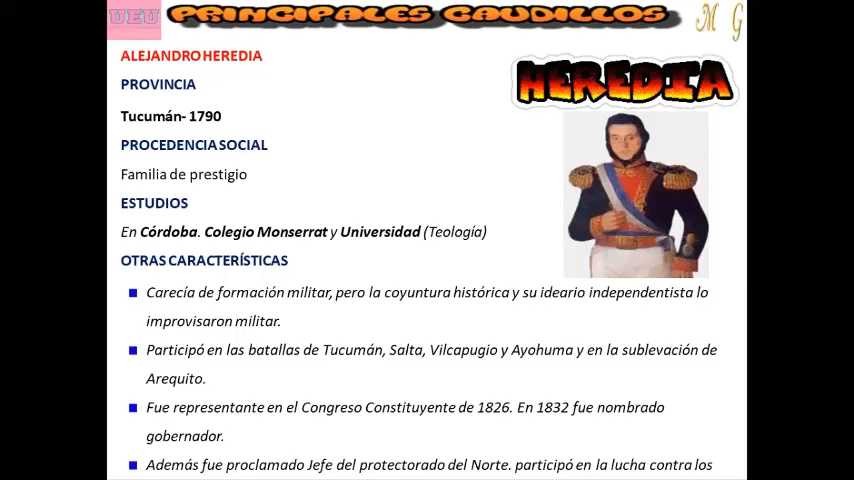 UEU PRINCIPALES CAUDILLOS M G
ALEJANDRO HEREDIA
HEREDIA
PROVINCIA
Tucumán- 1790
PROCEDENCIA SOCIAL
Familia de prestigio
ESTUDIOS
En Córdoba. Colegio Monserrat y Universidad (Teología)
OTRAS CARACTERÍSTICAS
Carecía de formación militar, pero la coyuntura histórica y su ideario independentista lo
improvisaron militar.
Participó en las batallas de Tucumán, Salta, Vilcapugio y Ayohuma y en la sublevación de
Arequito.
Fue representante en el Congreso Constituyente de 1826. En 1832 fue nombrado
gobernador.
Además fue proclamado Jefe del protectorado del Norte. participó en la lucha contra los